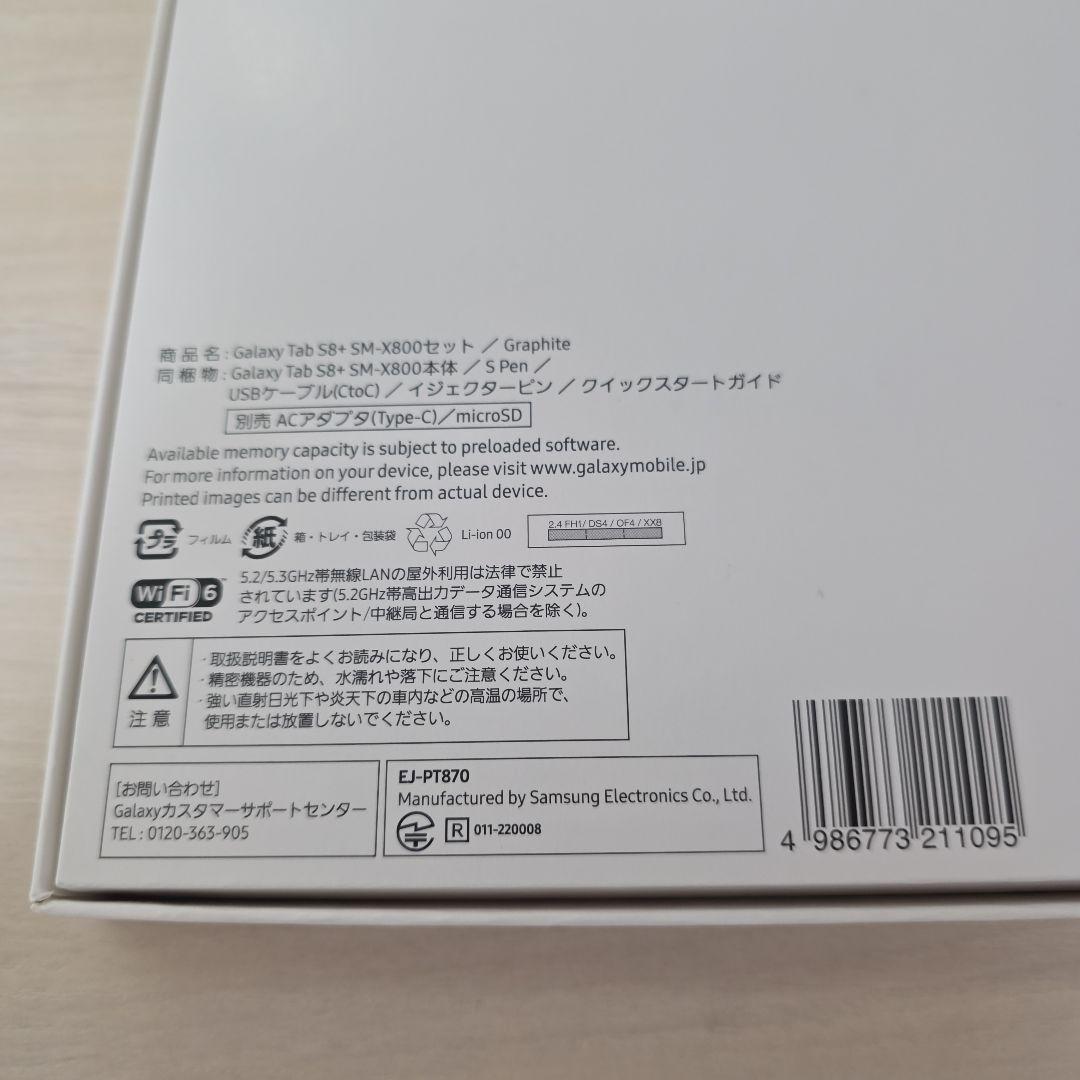 商品名：Galaxy Tab S8+ SM-X800セット ／ Graphite
同梱物：Galaxy Tab S8+ SM-X800本体 ／ S Pen ／
USBケーブル(CtoC) ／ イジェクターピン ／ クイックスタートガイド
別売 ACアダプタ(Type-C)／microSD
Available memory capacity is subject to preloaded software.
For more information on your device, please visit www.galaxymobile.jp
Printed images can be different from actual device.
プラ フィルム 紙 箱・トレイ・包装袋 Li-ion 00 2.4 FH1/ DS4 / OF4 / XX8
Wi Fi 6 CERTIFIED
5.2/5.3GHz帯無線LANの屋外利用は法律で禁止
されています(5.2GHz帯高出力データ通信システムの
アクセスポイント/中継局と通信する場合を除く)。
注意
・取扱説明書をよくお読みになり、正しくお使いください。
・精密機器のため、水濡れや落下にご注意ください。
・強い直射日光下や炎天下の車内などの高温の場所で、
使用または放置しないでください。
［お問い合わせ］
Galaxyカスタマーサポートセンター
TEL : 0120-363-905
EJ-PT870
Manufactured by Samsung Electronics Co., Ltd.
R 011-220008
4 986773 211095